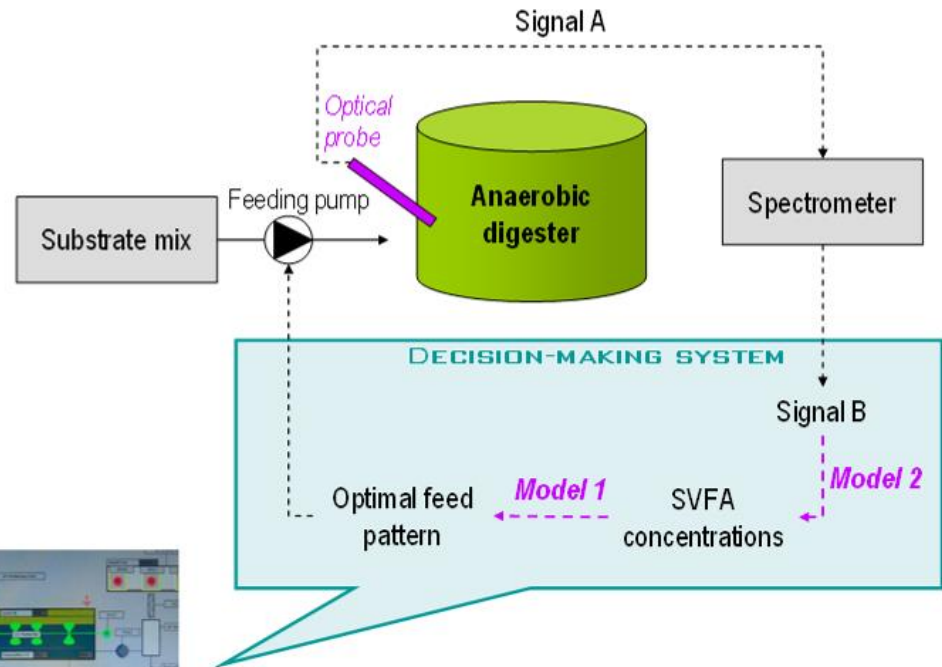 Signal A
Optical
probe
Feeding pump
Substrate mix
Anaerobic
digester
Spectrometer
DECISION-MAKING SYSTEM
Signal B
Model 2
Model 1
Optimal feed
pattern
SVFA
concentrations